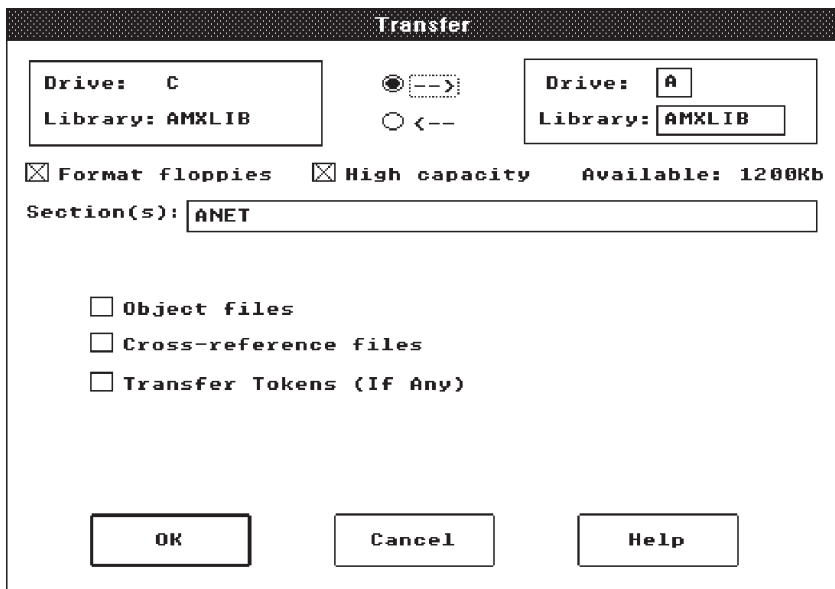 Transfer
Drive: C --> Drive: A
Library: AMXLIB <-- Library: AMXLIB
Format floppies High capacity Available: 1200Kb
Section(s): ANET
Object files
Cross-reference files
Transfer Tokens (If Any)
OK Cancel Help